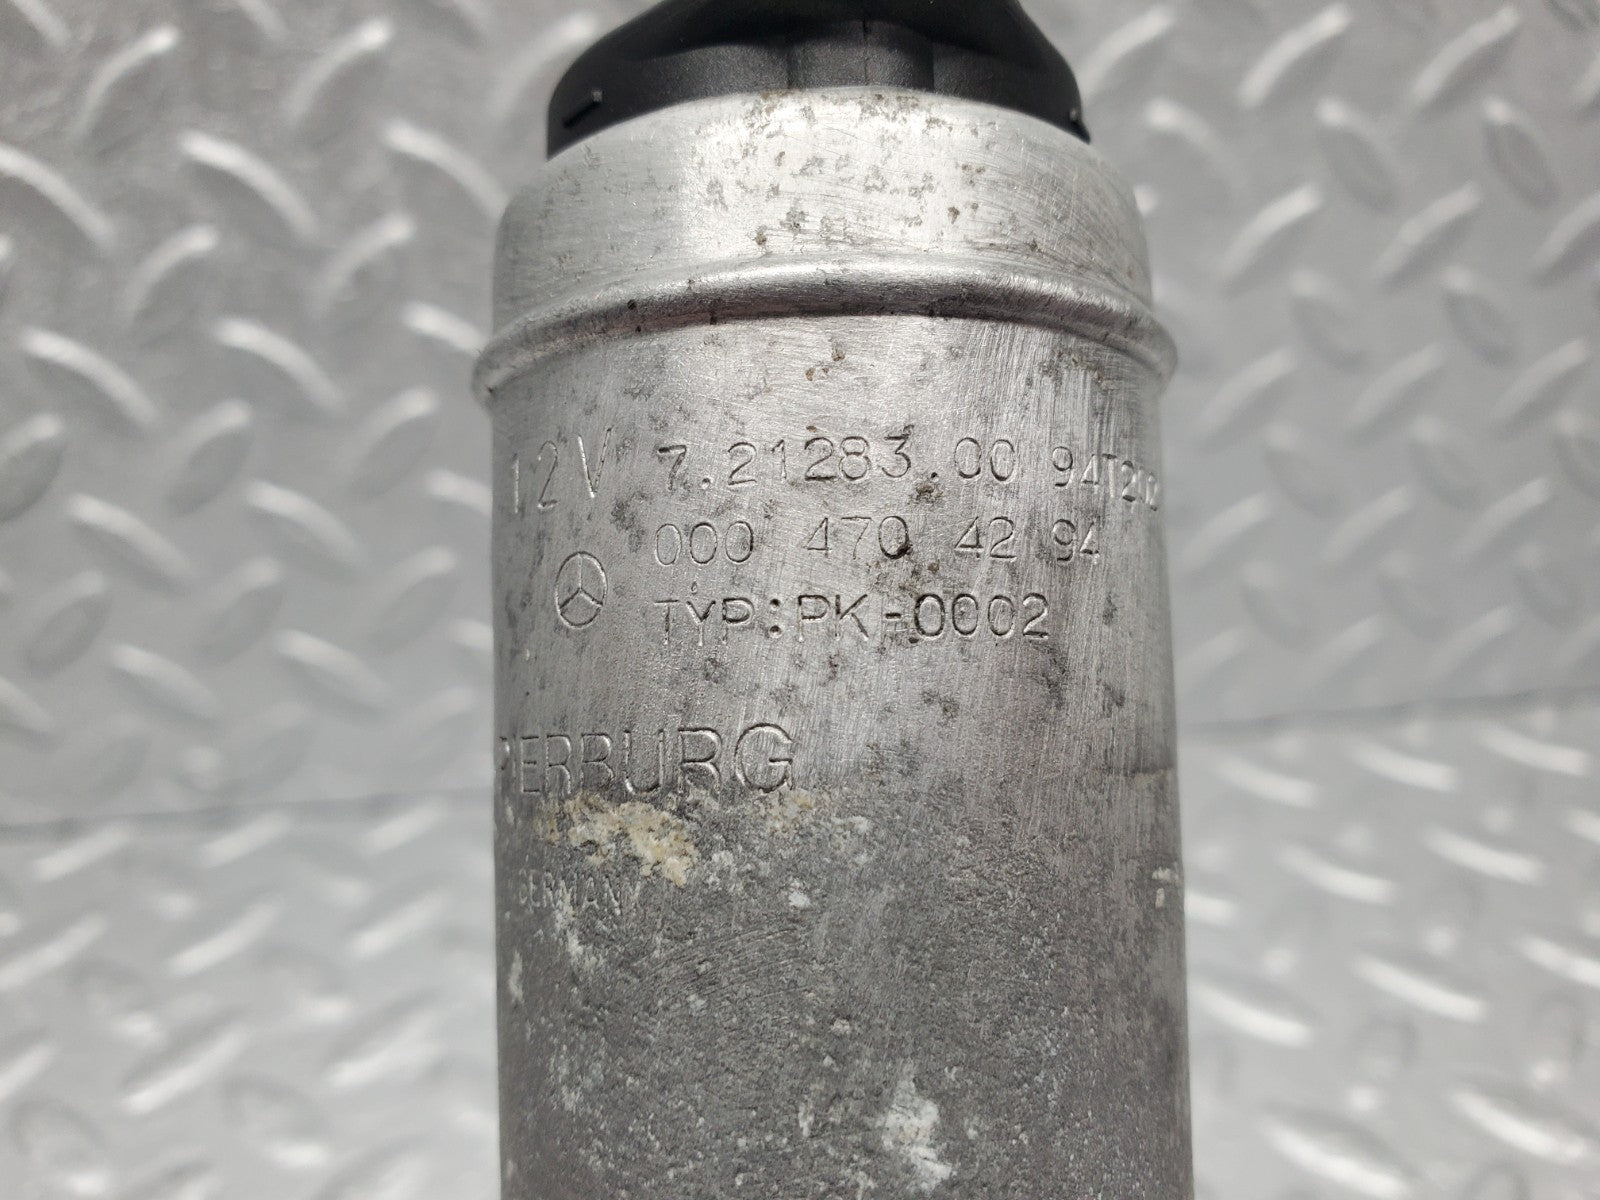 12V 7.21283.00
000 470 42 94
TYP:PK-0002
PIERBURG
GERMANY